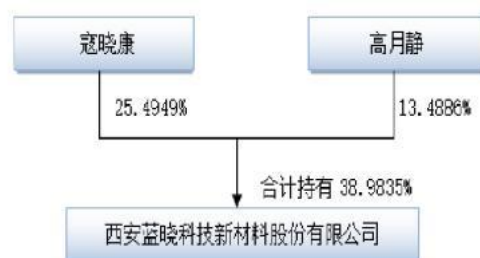 寇晓康
高月静
25.4949%
13.4886%
合计持有 38.9835%
西安蓝晓科技新材料股份有限公司